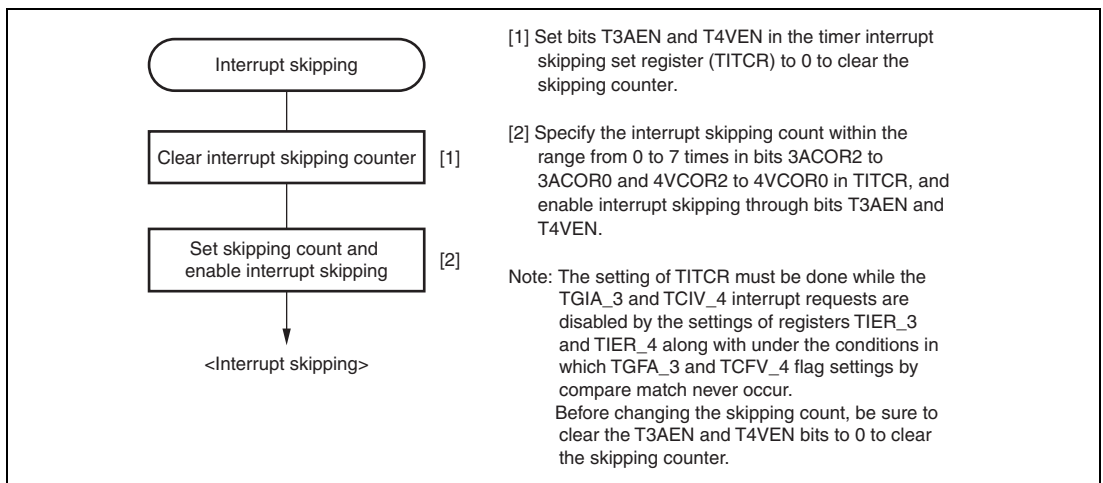 Interrupt skipping
Clear interrupt skipping counter [1]
Set skipping count and
enable interrupt skipping [2]
<Interrupt skipping>
[1] Set bits T3AEN and T4VEN in the timer interrupt
skipping set register (TITCR) to 0 to clear the
skipping counter.
[2] Specify the interrupt skipping count within the
range from 0 to 7 times in bits 3ACOR2 to
3ACOR0 and 4VCOR2 to 4VCOR0 in TITCR, and
enable interrupt skipping through bits T3AEN and
T4VEN.
Note: The setting of TITCR must be done while the
TGIA_3 and TCIV_4 interrupt requests are
disabled by the settings of registers TIER_3
and TIER_4 along with under the conditions in
which TGFA_3 and TCFV_4 flag settings by
compare match never occur.
Before changing the skipping count, be sure to
clear the T3AEN and T4VEN bits to 0 to clear
the skipping counter.